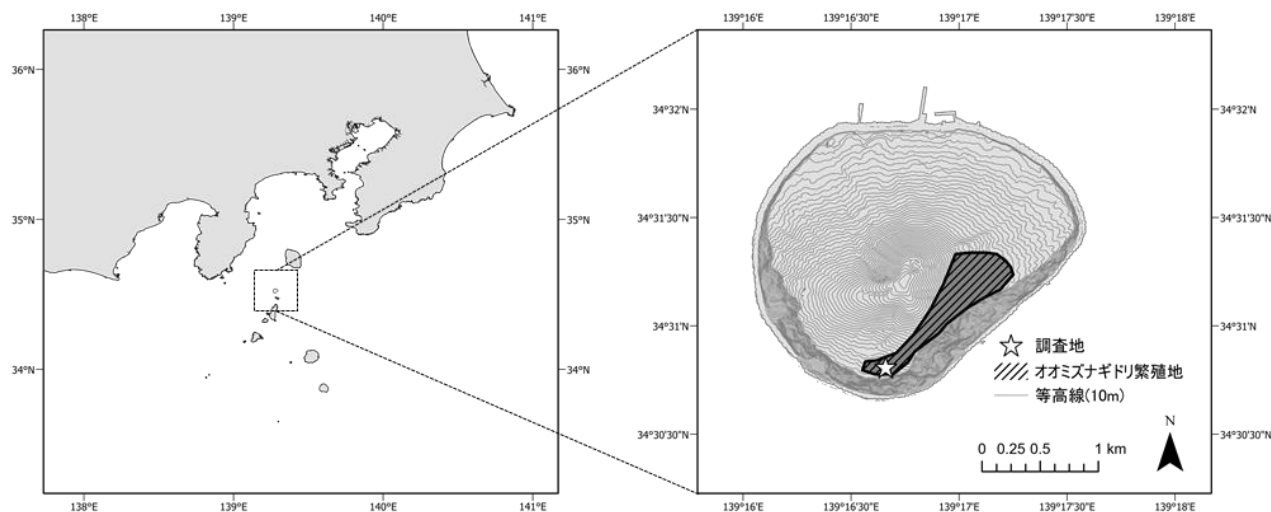 138°E 139°E 140°E 141°E
36°N 36°N
35°N 35°N
34°N 34°N
138°E 139°E 140°E 141°E
139°16'E 139°16'30"E 139°17'E 139°17'30"E 139°18'E
34°32'N 34°32'N
34°31'30"N 34°31'30"N
34°31'N 34°31'N
34°30'30"N 34°30'30"N
調査地
オオミズナギドリ繁殖地
等高線(10m)
N
0 0.25 0.5 1 km
139°16'E 139°16'30"E 139°17'E 139°17'30"E 139°18'E